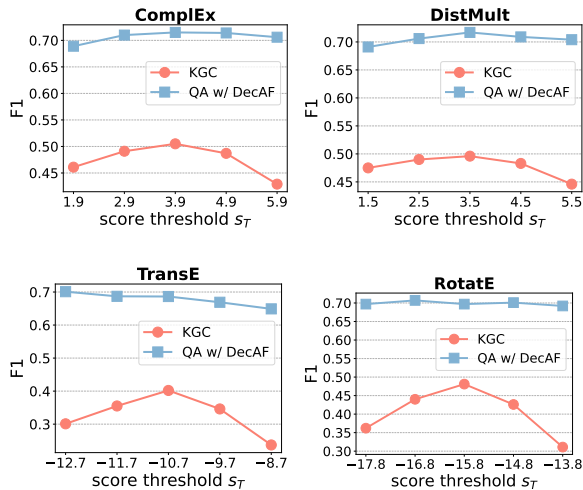 ComplEx
0.70
0.65
0.60
0.55
0.50
0.45
F1
KGC
QA w/ DecAF
1.9 2.9 3.9 4.9 5.9
score threshold s_T
DistMult
0.70
0.65
0.60
0.55
0.50
0.45
F1
KGC
QA w/ DecAF
1.5 2.5 3.5 4.5 5.5
score threshold s_T
TransE
0.7
0.6
0.5
0.4
0.3
F1
KGC
QA w/ DecAF
−12.7 −11.7 −10.7 −9.7 −8.7
score threshold s_T
RotatE
0.70
0.65
0.60
0.55
0.50
0.45
0.40
0.35
0.30
F1
KGC
QA w/ DecAF
−17.8 −16.8 −15.8 −14.8 −13.8
score threshold s_T